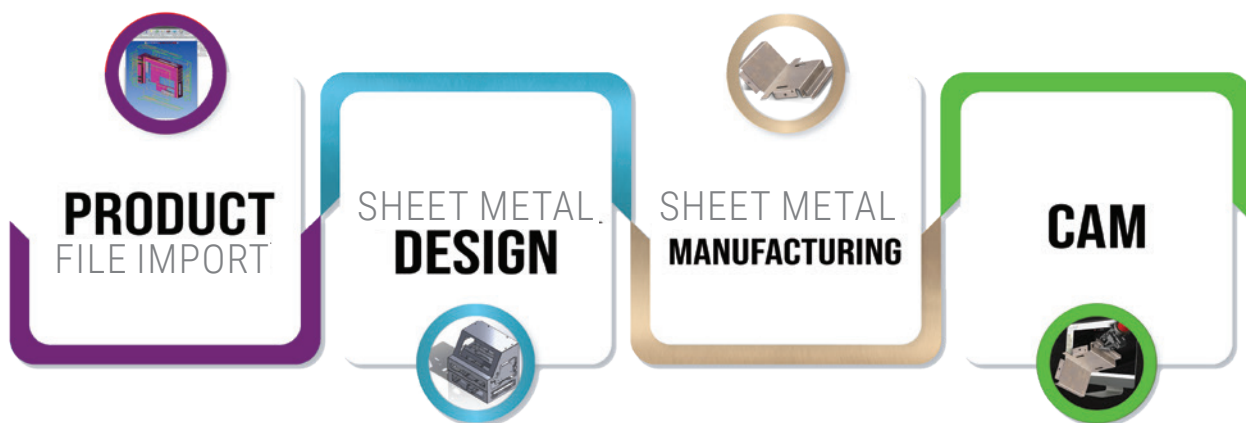 PRODUCT
FILE IMPORT
SHEET METAL
DESIGN
SHEET METAL
MANUFACTURING
CAM